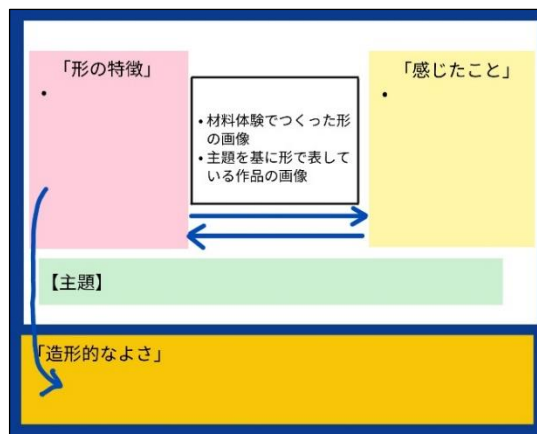 「形の特徴」
•
• 材料体験でつくった形
の画像
• 主題を基に形で表して
いる作品の画像
「感じたこと」
•
【主題】
「造形的なよさ」